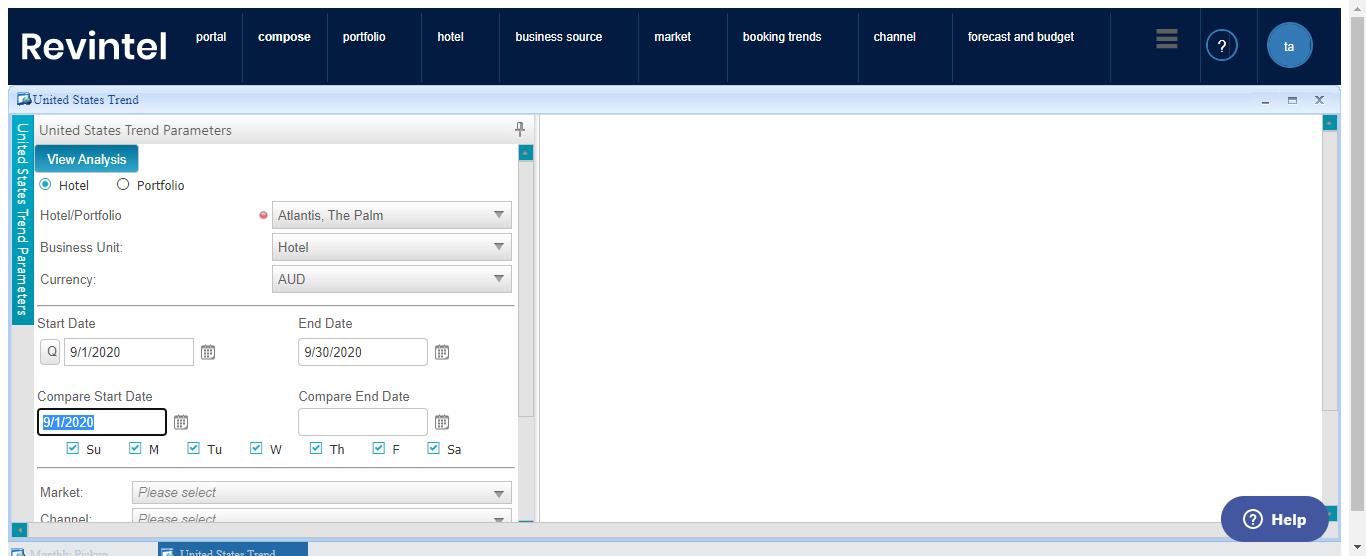 Revintel
portal
compose
portfolio
hotel
business source
market
booking trends
channel
forecast and budget
?
ta
United States Trend
United States Trend Parameters
United States Trend Parameters
View Analysis
Hotel
Portfolio
Hotel/Portfolio
Atlantis, The Palm
Business Unit:
Hotel
Currency:
AUD
Start Date
End Date
Q
9/1/2020
9/30/2020
Compare Start Date
Compare End Date
9/1/2020
Su
M
Tu
W
Th
F
Sa
Market:
Please select
Channel:
Please select
? Help
Monthly Pickup
United States Trend